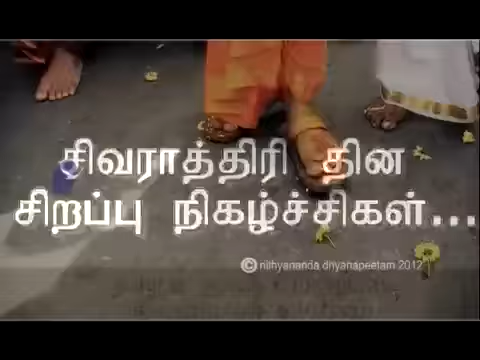 சிவராத்திரி தின
சிறப்பு நிகழ்ச்சிகள்...
© nithyananda dhyanapeetam 2012